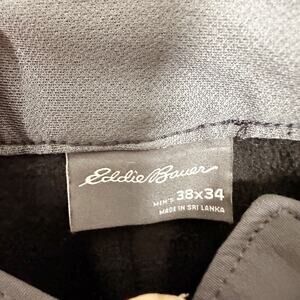 Eddie Bauer
MEN'S 38x34
MADE IN SRI LANKA